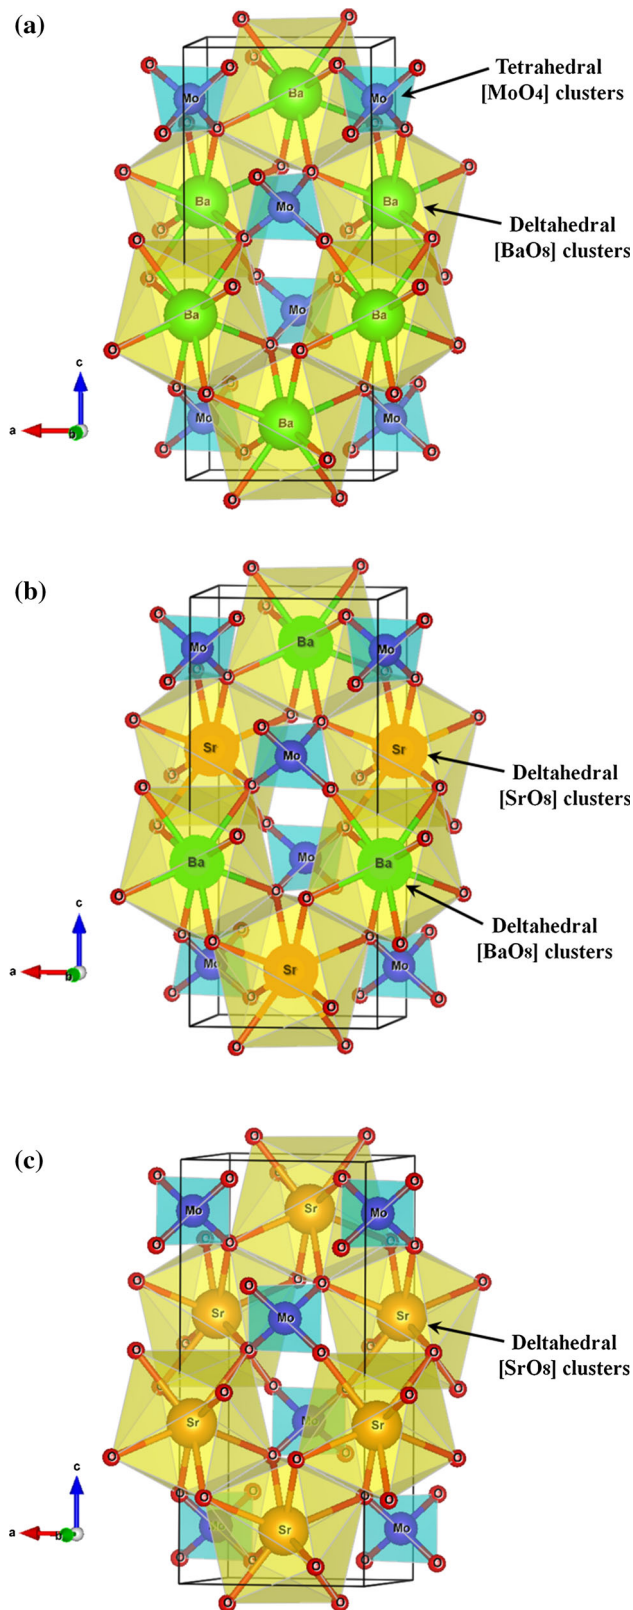 (a)
O O
O O O O O
Tetrahedral
[MoO4] clusters
Mo Ba Mo
O O O O O O
O O O O O
Ba Mo Ba
Deltahedral
[BaO8] clusters
O O O O O O
O O O O O O
Ba Mo Ba
O O O O O
O O O O O O
Mo Ba Mo
O O O O O
O O
c
a b
(b)
O O
O O O O O
Mo Ba Mo
O O O O O O
O O O O O
Sr Mo Sr
Deltahedral
[SrO8] clusters
O O O O O O
O O O O O O
Ba Mo Ba
O O O O O
Deltahedral
[BaO8] clusters
O O O O O O
Mo Sr Mo
O O O O O
O O
c
a b
(c)
O O
O O O O O
Mo Sr Mo
O O O O O O
O O O O O
Sr Mo Sr
Deltahedral
[SrO8] clusters
O O O O O O
O O O O O O
Sr Mo Sr
O O O O O
O O O O O O
Mo Sr Mo
O O O O O
O O
c
a b